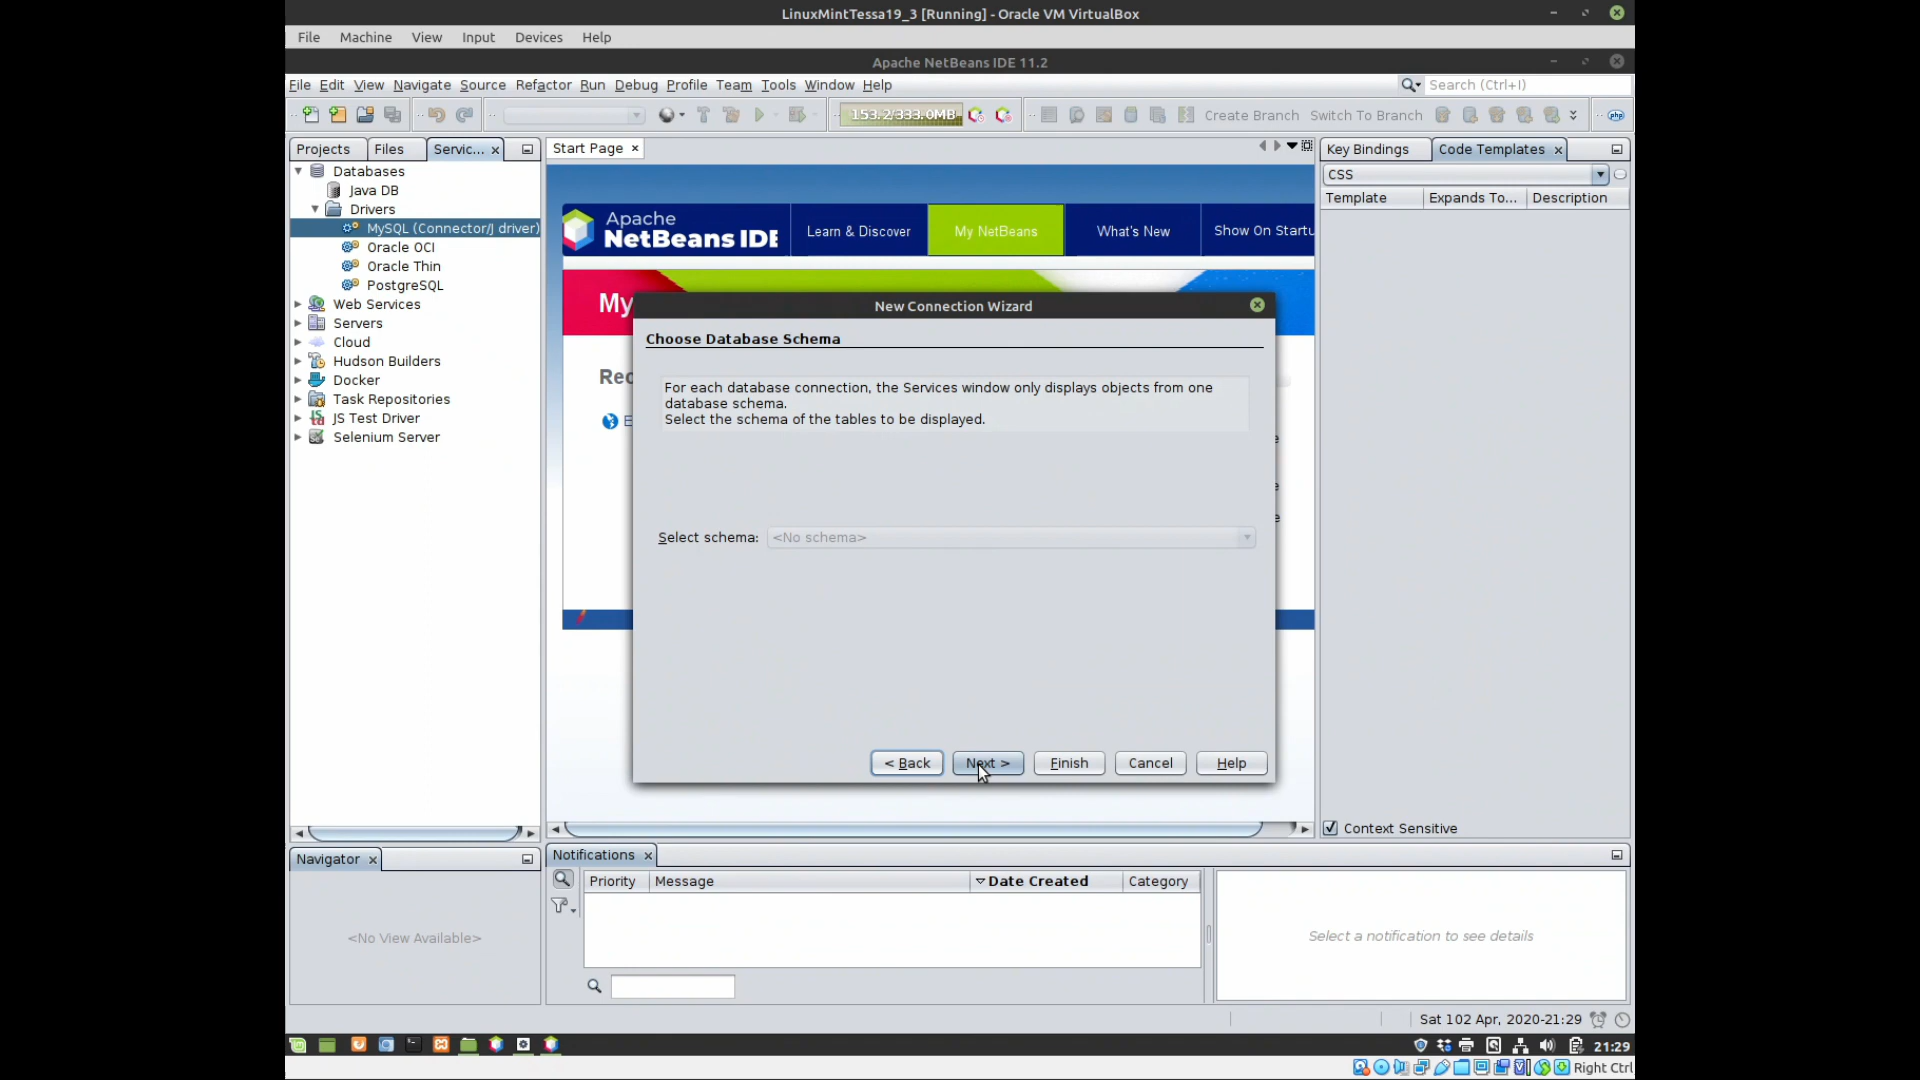 LinuxMintTessa19_3 [Running] - Oracle VM VirtualBox
File Machine View Input Devices Help
Apache NetBeans IDE 11.2
File Edit View Navigate Source Refactor Run Debug Profile Team Tools Window Help
Search (Ctrl+I)
153.2/333.0MB
Create Branch Switch To Branch
php
Projects Files Servic...
Databases
Java DB
Drivers
MySQL (Connector/J driver)
Oracle OCI
Oracle Thin
PostgreSQL
Web Services
Servers
Cloud
Hudson Builders
Docker
Task Repositories
JS Test Driver
Selenium Server
Start Page
Apache
NetBeans IDE
Learn & Discover My NetBeans What's New Show On Startu
My
Rec
E
New Connection Wizard
Choose Database Schema
For each database connection, the Services window only displays objects from one
database schema.
Select the schema of the tables to be displayed.
Select schema: <No schema>
< Back Next > Finish Cancel Help
Key Bindings Code Templates
CSS
Template Expands To... Description
Context Sensitive
Navigator
<No View Available>
Notifications
Priority Message Date Created Category
Select a notification to see details
Sat 102 Apr, 2020-21:29
21:29
Right Ctrl